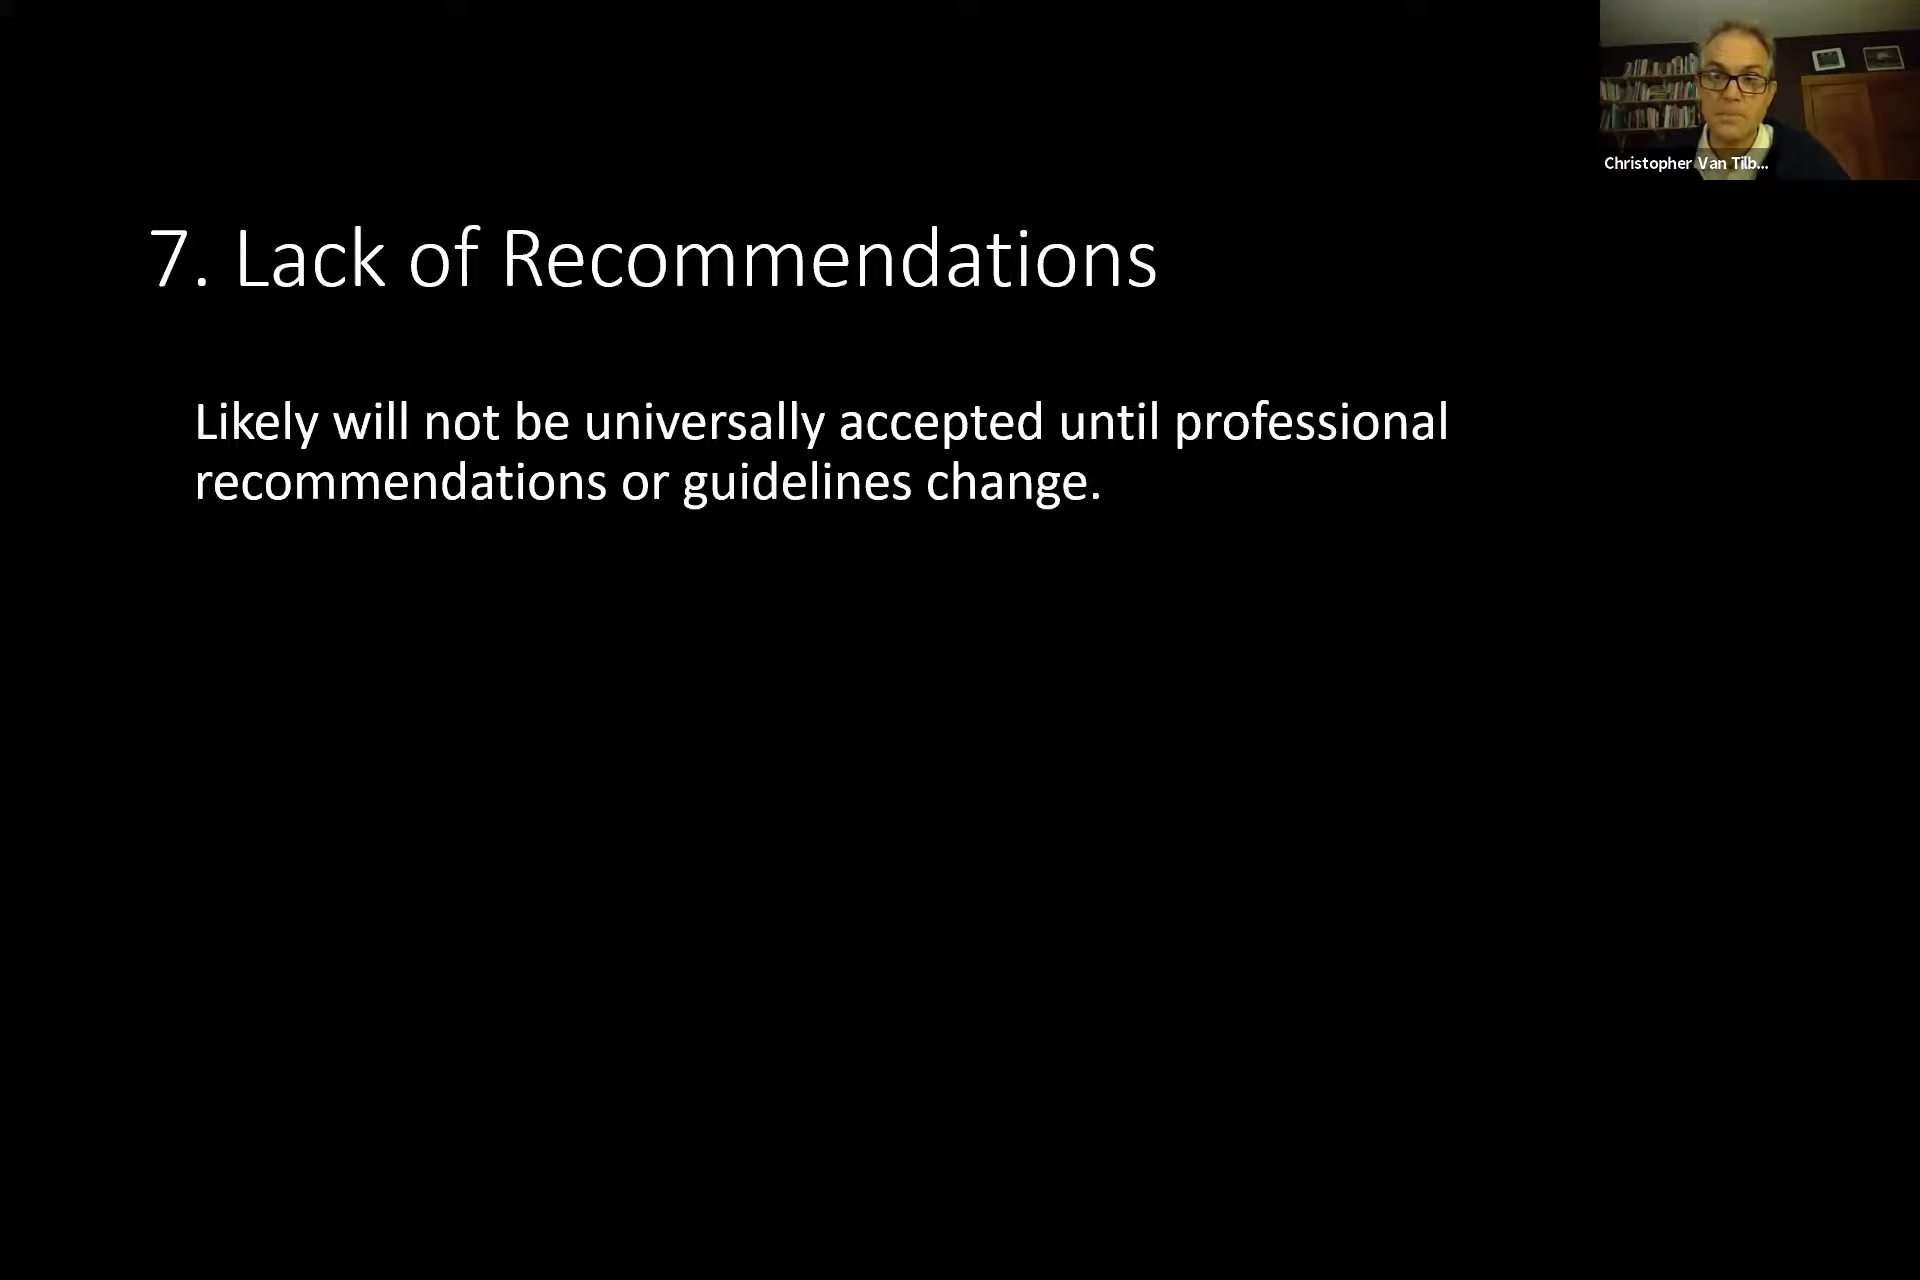 Christopher Van Tilb...
7. Lack of Recommendations
Likely will not be universally accepted until professional
recommendations or guidelines change.